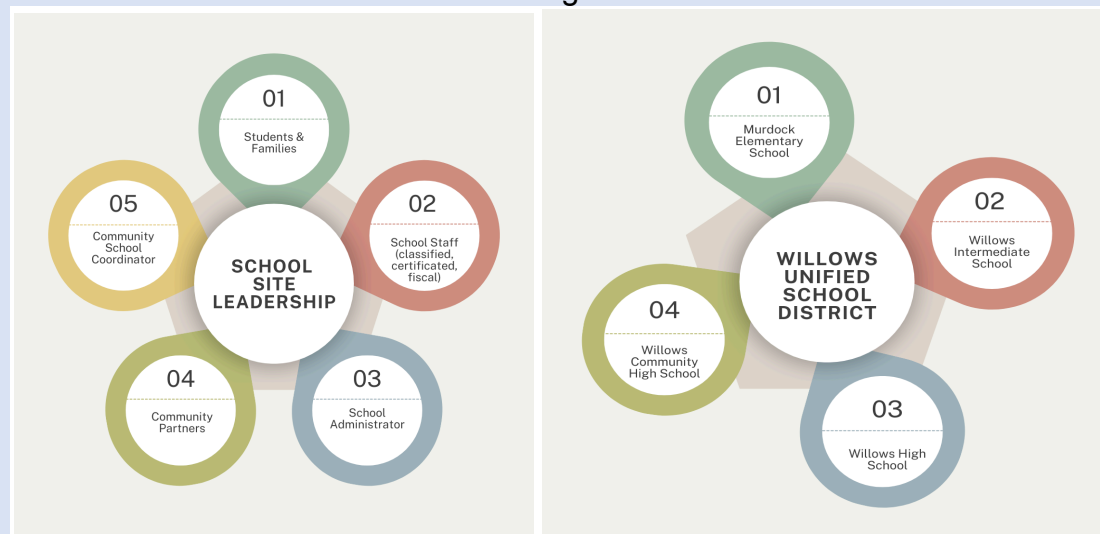 01
Students &
Families
02
School Staff
(classified,
certificated,
fiscal)
03
School
Administrator
04
Community
Partners
05
Community
School
Coordinator
SCHOOL
SITE
LEADERSHIP
01
Murdock
Elementary
School
02
Willows
Intermediate
School
03
Willows High
School
04
Willows
Community
High School
WILLOWS
UNIFIED
SCHOOL
DISTRICT